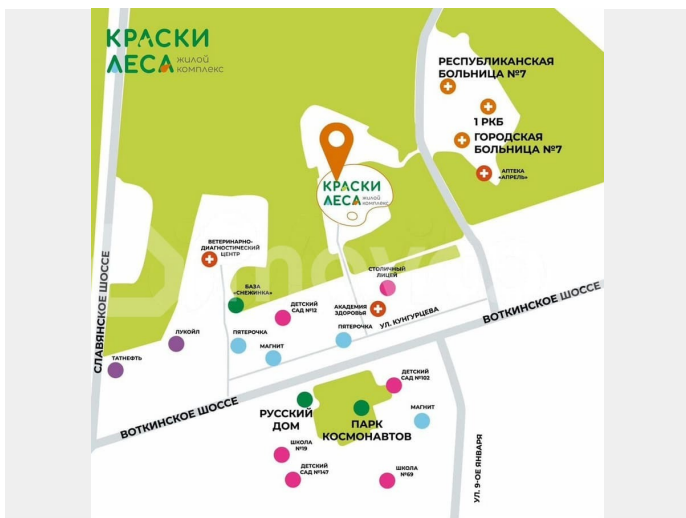 КРАСКИ
ЛЕСА
жилой
комплекс
РЕСПУБЛИКАНСКАЯ
БОЛЬНИЦА №7
1 РКБ
ГОРОДСКАЯ
БОЛЬНИЦА №7
АПТЕКА
«АПРЕЛЬ»
КРАСКИ
ЛЕСА
жилой
комплекс
ВЕТЕРИНАРНО-
ДИАГНОСТИЧЕСКИЙ
ЦЕНТР
СТОЛИЧНЫЙ
ЛИЦЕЙ
БАЗА
«СНЕЖИНКА»
ДЕТСКИЙ
САД №12
АКАДЕМИЯ
ЗДОРОВЬЯ
УЛ. КУНГУРЦЕВА
ВОТКИНСКОЕ ШОССЕ
СЛАВЯНСКОЕ ШОССЕ
ЛУКОЙЛ
ПЯТЕРОЧКА
МАГНИТ
ПЯТЕРОЧКА
ТАТНЕФТЬ
ВОТКИНСКОЕ ШОССЕ
ДЕТСКИЙ
САД №102
РУССКИЙ
ДОМ
ПАРК
КОСМОНАВТОВ
МАГНИТ
ШКОЛА
№19
ДЕТСКИЙ
САД №147
ШКОЛА
№69
УЛ. 9-ОЕ ЯНВАРЯ